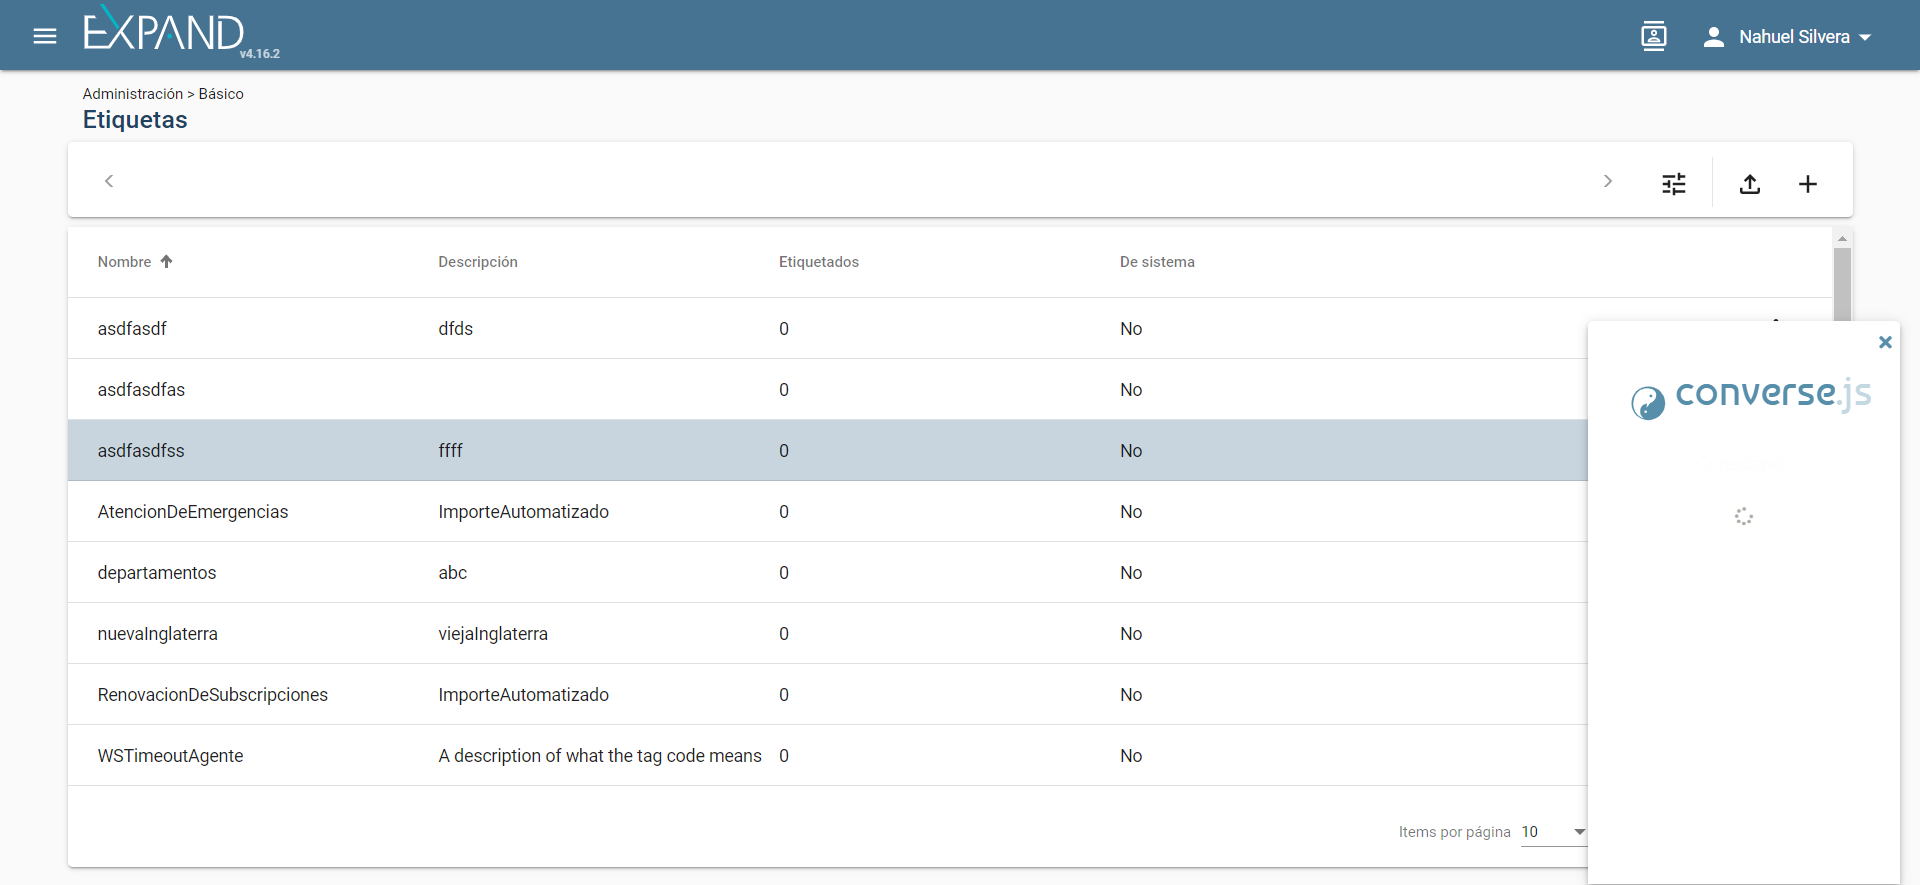 EXPAND
v4.16.2
Nahuel Silvera
Administración > Básico
Etiquetas
Nombre Descripción Etiquetados De sistema
asdfasdf dfds 0 No
asdfasdfas 0 No
asdfasdfss ffff 0 No
AtencionDeEmergencias ImporteAutomatizado 0 No
departamentos abc 0 No
nuevaInglaterra viejaInglaterra 0 No
RenovacionDeSubscripciones ImporteAutomatizado 0 No
WSTimeoutAgente A description of what the tag code means 0 No
Items por página 10
converse.js